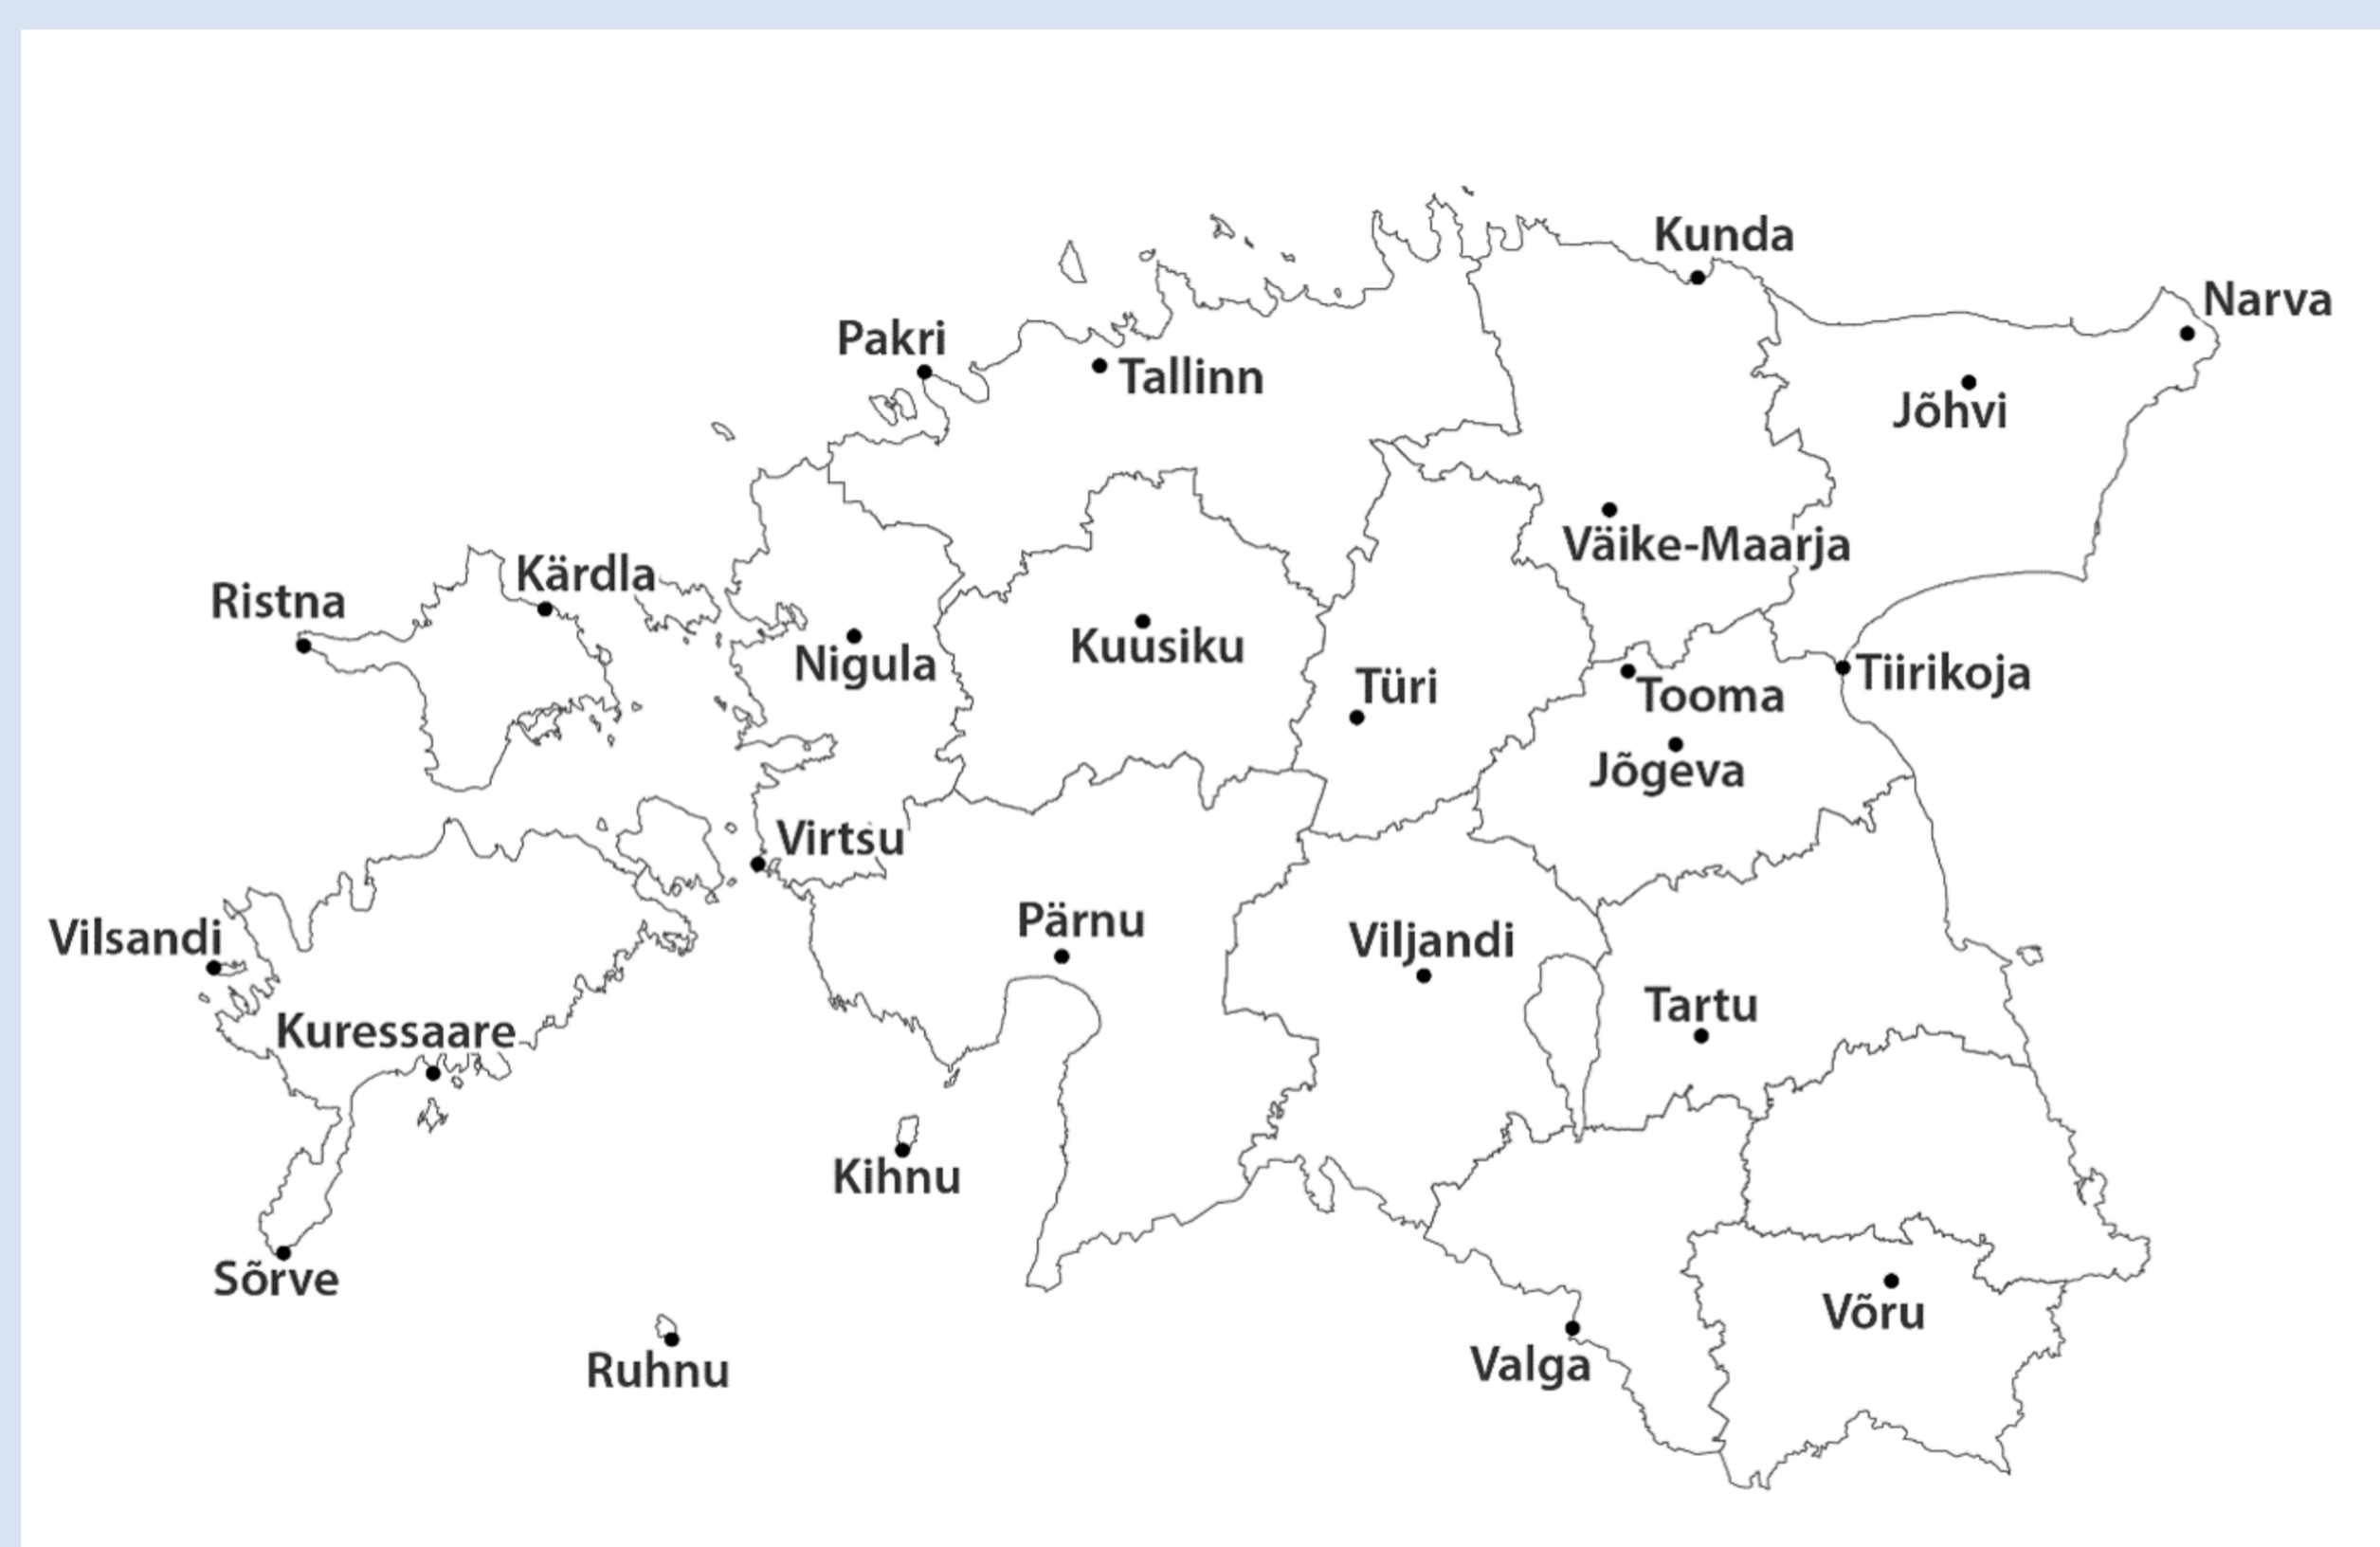 Kunda
Narva
Pakri
Tallinn
Jõhvi
Väike-Maarja
Kärdla
Ristna
Nigula
Kuusiku
Türi
Tooma
Tiirikoja
Jõgeva
Virtsu
Pärnu
Viljandi
Vilsandi
Tartu
Kuressaare
Kihnu
Sõrve
Võru
Valga
Ruhnu